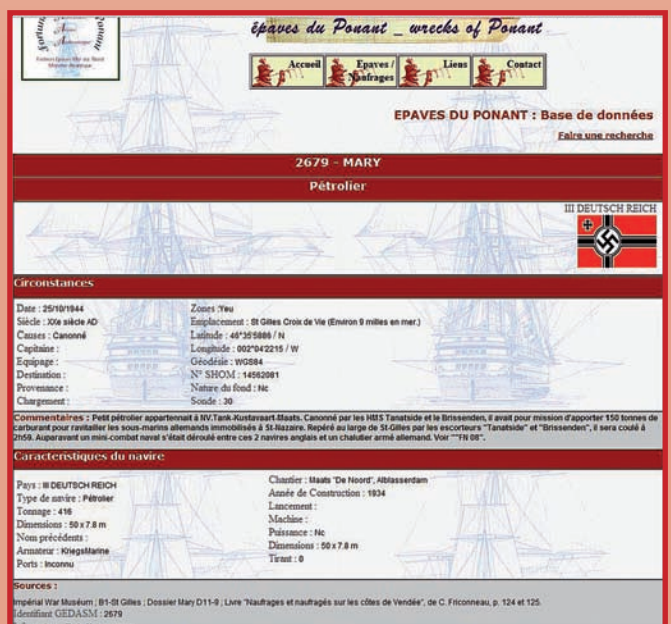 Fortunes
Ponant
épaves du Ponant _ wrecks of Ponant
Accueil
Epaves /
Naufrages
Liens
Contact
EPAVES DU PONANT : Base de données
Faire une recherche
2679 - MARY
Pétrolier
III DEUTSCH REICH
Circonstances
Date : 25/10/1944
Siècle : XXe siècle AD
Causes : Canonné
Capitaine :
Equipage :
Destination :
Provenance :
Chargement :
Zones :Yeu
Emplacement : St Gilles Croix de Vie (Environ 9 milles en mer.)
Latitude : 46°35'5886 / N
Longitude : 002°04'2215 / W
Géodésie : WGS84
N° SHOM : 14562081
Nature du fond : Nc
Sonde : 30
Commentaires : Petit pétrolier appartennait à NV.Tank-Kustavaart-Maats. Canonné par les HMS Tanatside et le Brissenden, il avait pour mission d'apporter 150 tonnes de
carburant pour ravitailler les sous-marins allemands immobilisés à St-Nazaire. Repéré au large de St-Gilles par les escorteurs "Tanatside" et "Brissenden", il sera coulé à
2h59. Auparavant un mini-combat naval s'était déroulé entre ces 2 navires anglais et un chalutier armé allemand. Voir ""FN 08".
Caractéristiques du navire
Pays : III DEUTSCH REICH
Type de navire : Pétrolier
Tonnage : 416
Dimensions : 50 x 7.8 m
Noms précédents :
Armateur : KriegsMarine
Ports : Inconnu
Chantier : Maats "De Noord", Alblasserdam
Année de Construction : 1934
Lancement :
Machine :
Puissance : Nc
Dimensions : 50 x 7.8 m
Tirant : 0
Sources :
Impérial War Muséum ; B1-St Gilles ; Dossier Mary D11-9 ; Livre "Naufrages et naufragés sur les côtes de Vendée", de C. Friconneau, p. 124 et 125.
Identifiant GEDASM : 2679